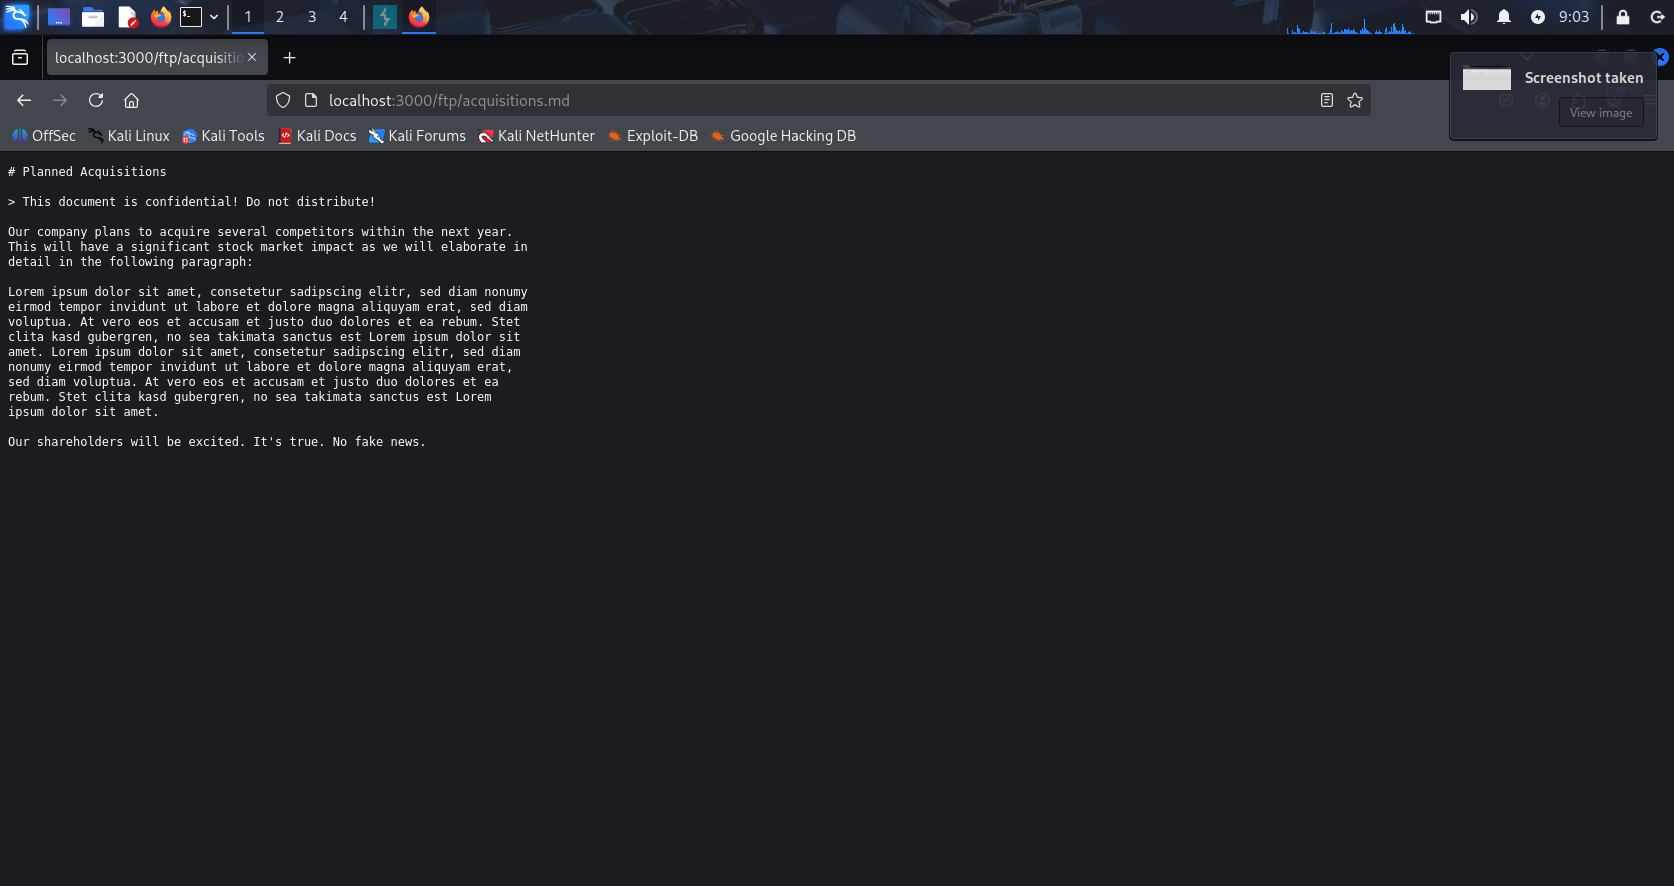 1 2 3 4 9:03
localhost:3000/ftp/acquisitio
Screenshot taken
View image
localhost:3000/ftp/acquisitions.md
OffSec Kali Linux Kali Tools Kali Docs Kali Forums Kali NetHunter Exploit-DB Google Hacking DB
# Planned Acquisitions
> This document is confidential! Do not distribute!
Our company plans to acquire several competitors within the next year.
This will have a significant stock market impact as we will elaborate in
detail in the following paragraph:
Lorem ipsum dolor sit amet, consetetur sadipscing elitr, sed diam nonumy
eirmod tempor invidunt ut labore et dolore magna aliquyam erat, sed diam
voluptua. At vero eos et accusam et justo duo dolores et ea rebum. Stet
clita kasd gubergren, no sea takimata sanctus est Lorem ipsum dolor sit
amet. Lorem ipsum dolor sit amet, consetetur sadipscing elitr, sed diam
nonumy eirmod tempor invidunt ut labore et dolore magna aliquyam erat,
sed diam voluptua. At vero eos et accusam et justo duo dolores et ea
rebum. Stet clita kasd gubergren, no sea takimata sanctus est Lorem
ipsum dolor sit amet.
Our shareholders will be excited. It's true. No fake news.